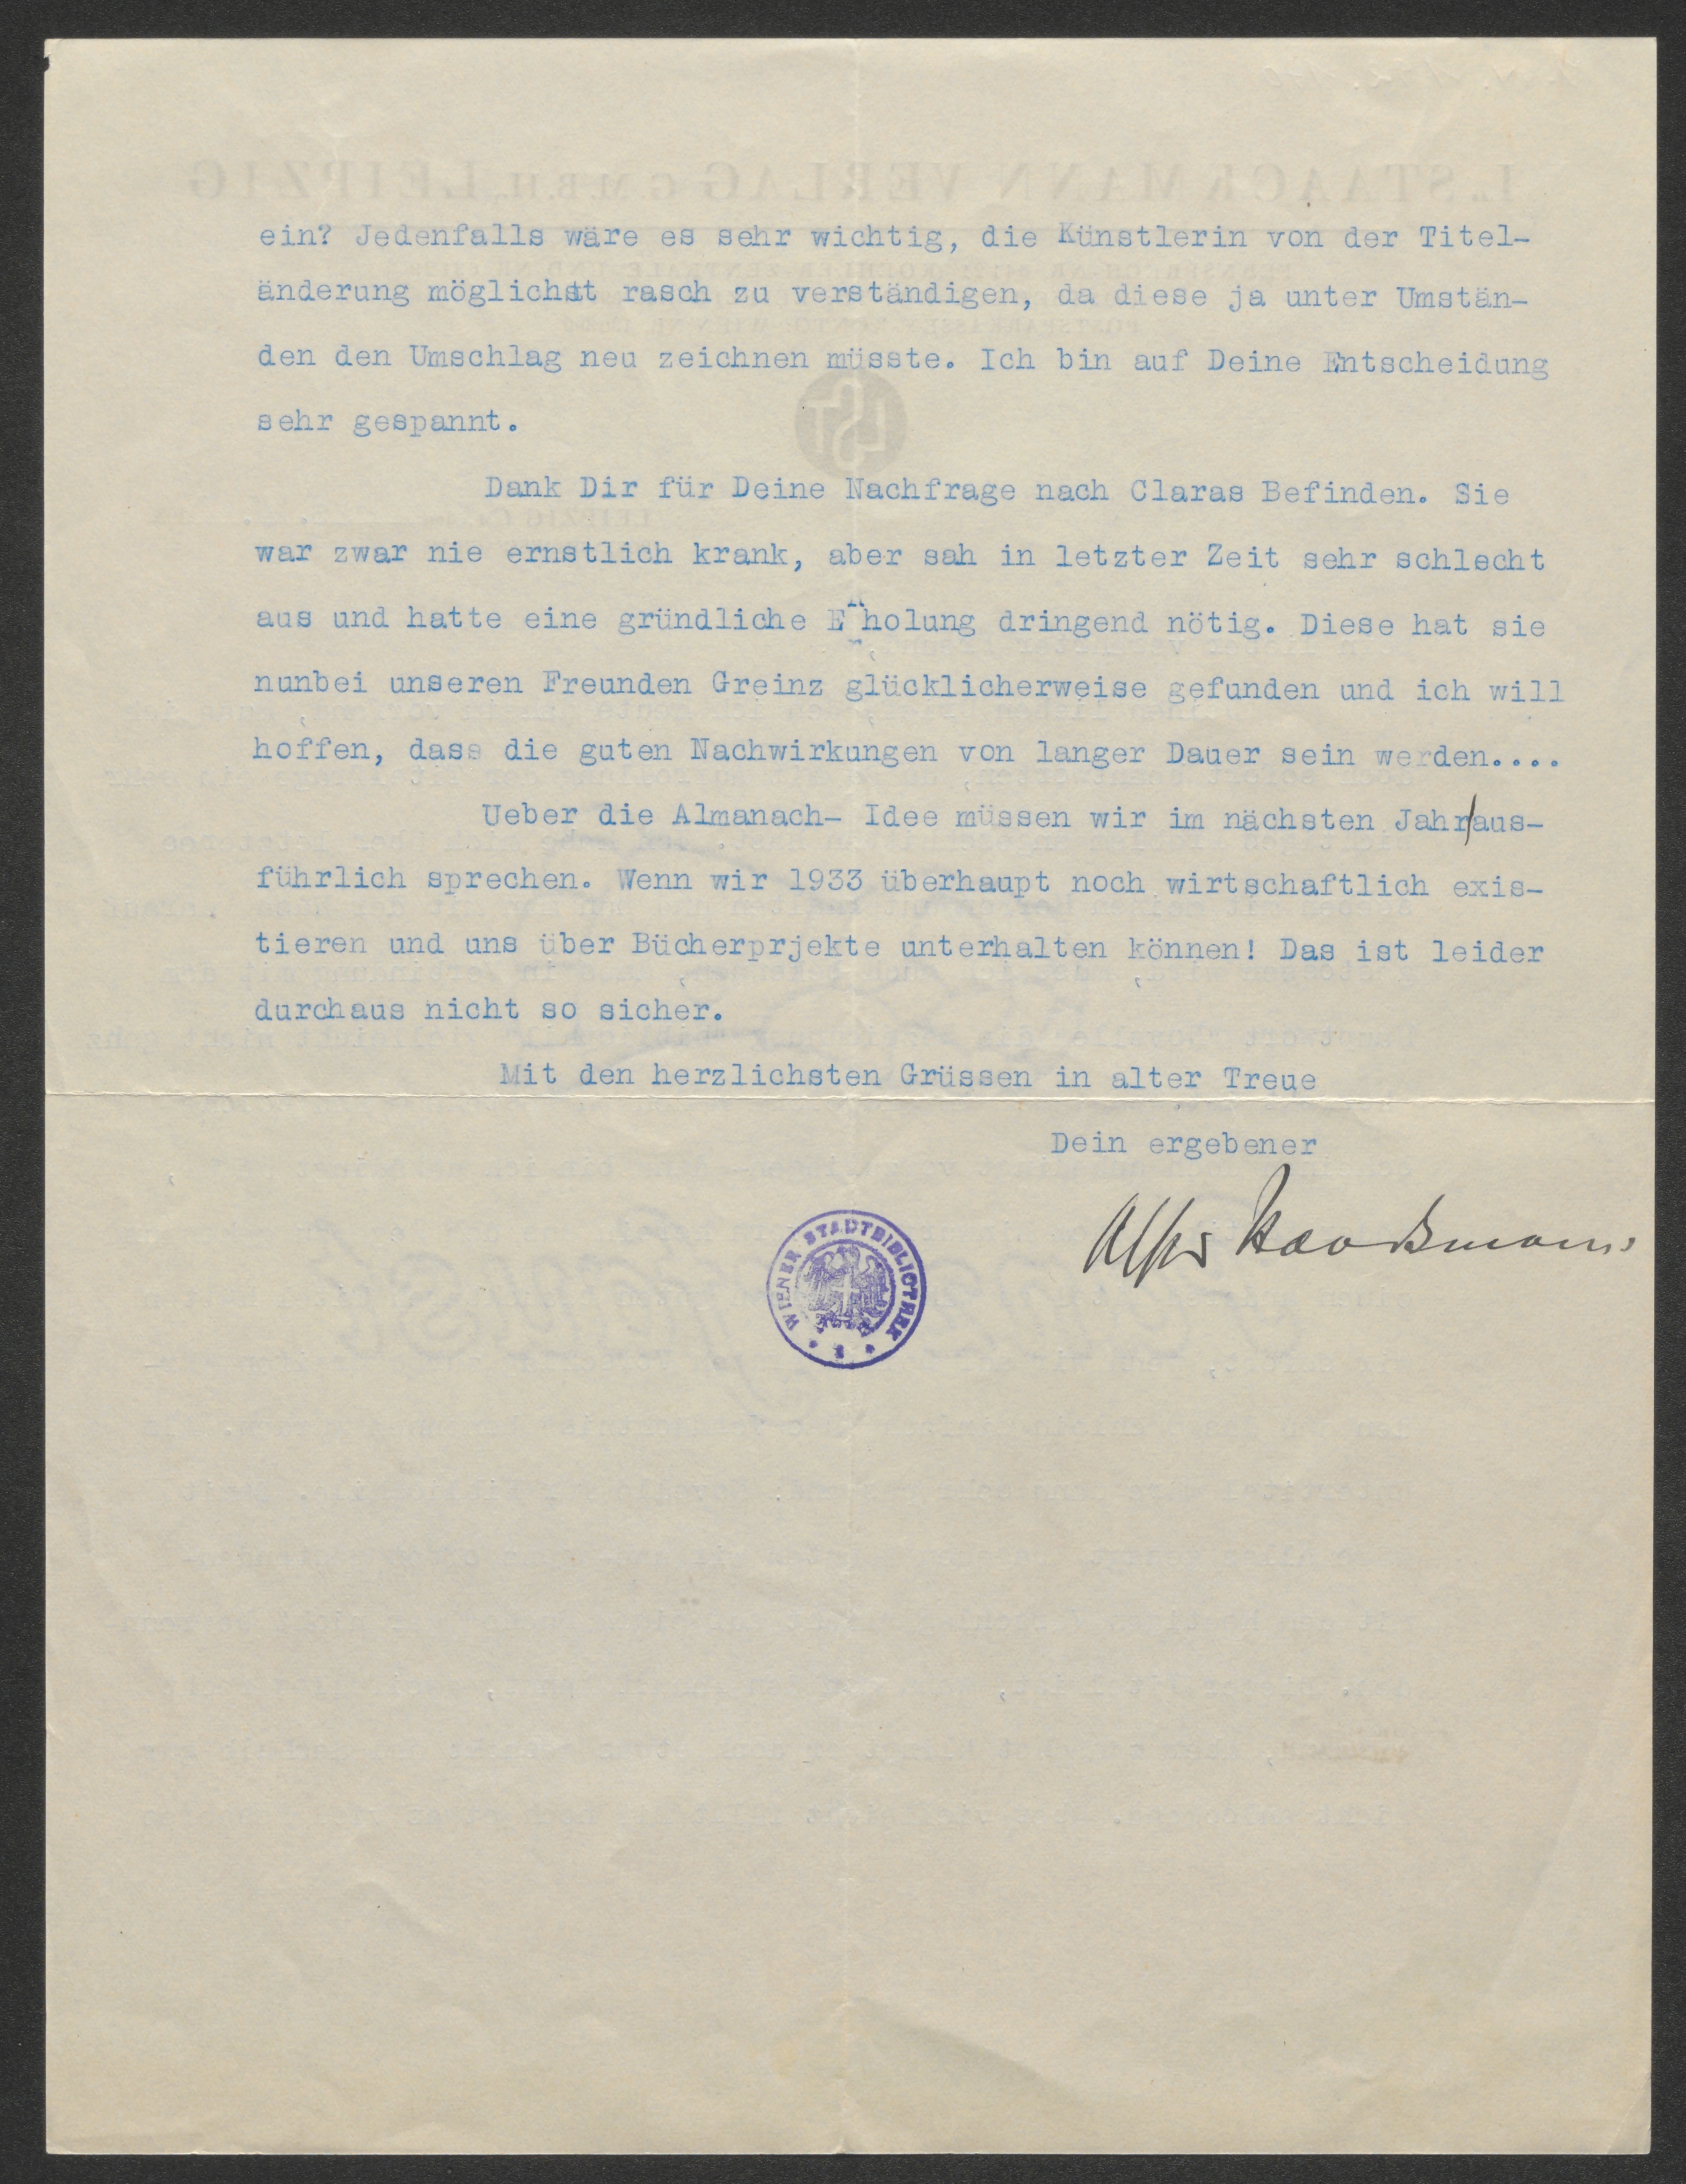 ein? Jedenfalls wäre es sehr wichtig, die Künstlerin von der Titel-
änderung möglichst rasch zu verständigen, da diese ja unter Umstän-
den den Umschlag neu zeichnen müsste. Ich bin auf Deine Entscheidung
sehr gespannt.
Dank Dir für Deine Nachfrage nach Claras Befinden. Sie
war zwar nie ernstlich krank, aber sah in letzter Zeit sehr schlecht
aus und hatte eine gründliche Erholung dringend nötig. Diese hat sie
nunbei unseren Freunden Greinz glücklicherweise gefunden und ich will
hoffen, dass die guten Nachwirkungen von langer Dauer sein werden....
Ueber die Almanach- Idee müssen wir im nächsten Jahr/aus-
führlich sprechen. Wenn wir 1933 überhaupt noch wirtschaftlich exis-
tieren und uns über Bücherprjekte unterhalten können! Das ist leider
durchaus nicht so sicher.
Mit den herzlichsten Grüssen in alter Treue
Dein ergebener
WIENER STADTBIBLIOTHEK